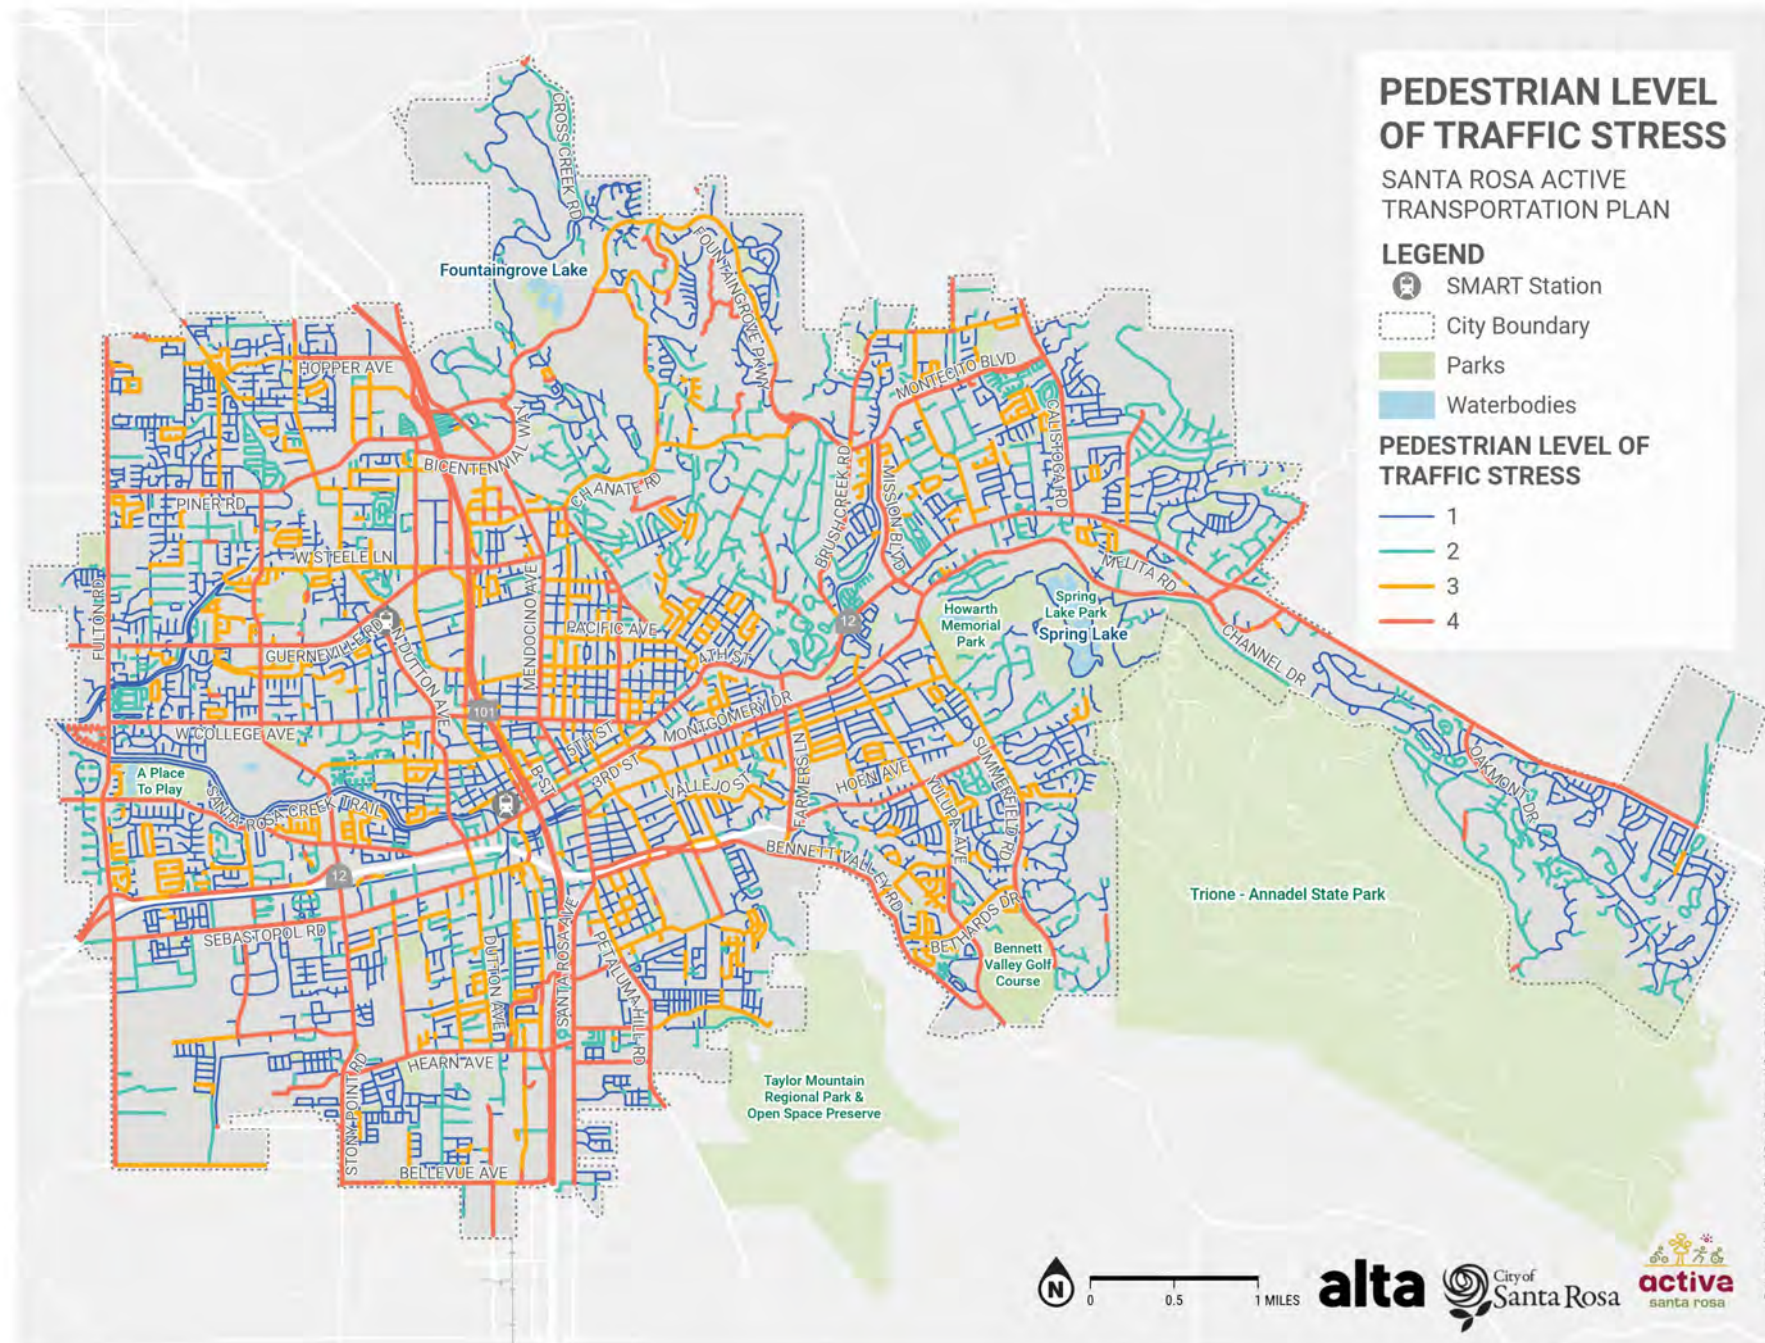 PEDESTRIAN LEVEL
OF TRAFFIC STRESS
SANTA ROSA ACTIVE
TRANSPORTATION PLAN
LEGEND
SMART Station
City Boundary
Parks
Waterbodies
PEDESTRIAN LEVEL OF
TRAFFIC STRESS
1
2
3
4
CROSS CREEK RD
Fountaingrove Lake
FOUNTAINGROVE PKWY
HOPPER AVE
MONTECITO BLVD
CALISTOGA RD
BICENTENNIAL WAY
BRUSHCREEK RD
MISSION BLVD
CHANATE RD
PINER RD
W STEELE LN
MELITA RD
FULTON RD
MENDOCINO AVE
Howarth
Memorial
Park
Spring
Lake Park
Spring Lake
12
PACIFIC AVE
GUERNEVILLE RD
N DUTTON AVE
4TH ST
CHANNEL DR
101
W COLLEGE AVE
5TH ST
MONTGOMERY DR
FARMERS LN
SUMMERFIELD RD
OAKMONT DR
A Place
To Play
B ST
3RD ST
VALLEJO ST
HOEN AVE
YULUPA AVE
SANTA ROSA CREEK TRAIL
12
BENNETT VALLEY RD
Trione - Annadel State Park
SEBASTOPOL RD
DUTTON AVE
SANTA ROSA AVE
PETALUMA HILL RD
BETHARDS DR
Bennett
Valley Golf
Course
HEARN AVE
STONY POINT RD
Taylor Mountain
Regional Park &
Open Space Preserve
BELLEVUE AVE
N
0
0.5
1 MILES
alta
City of
Santa Rosa
activa
santa rosa